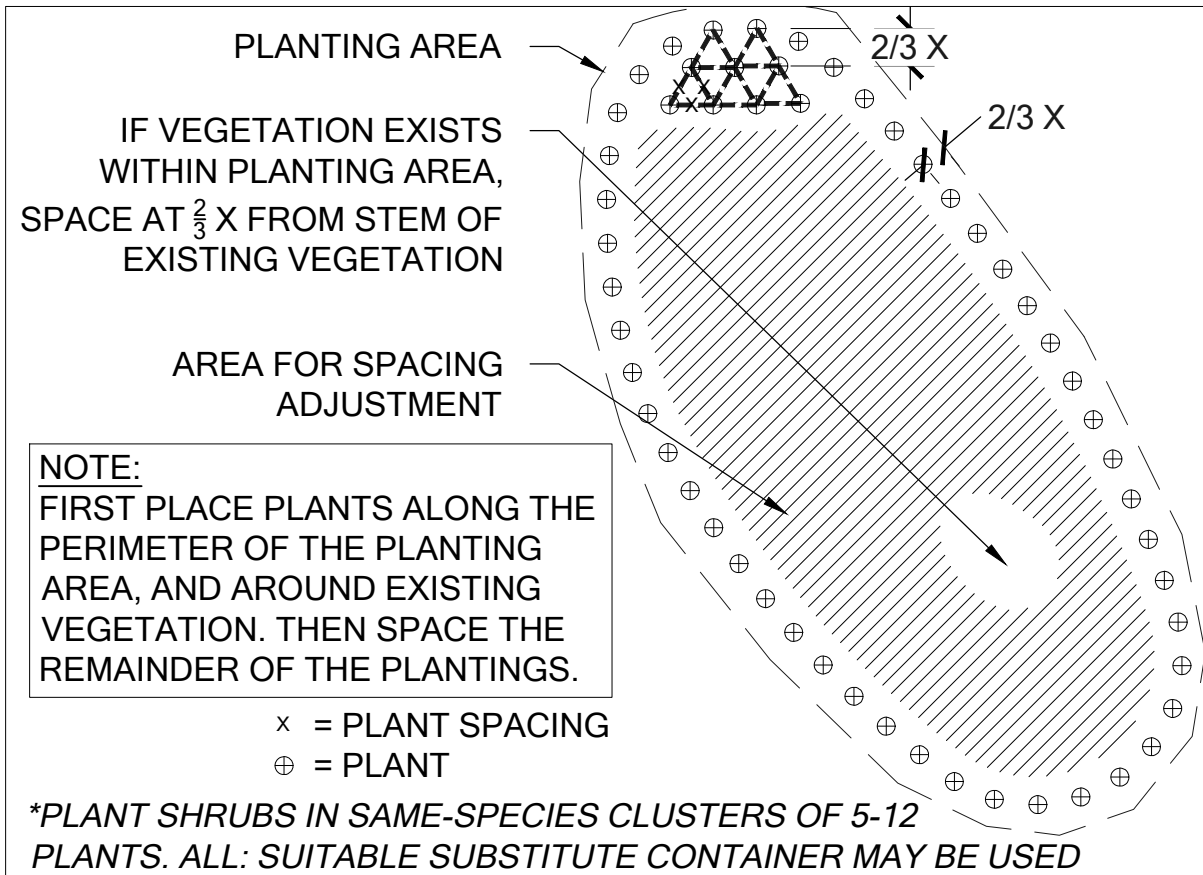 PLANTING AREA
2/3 X
2/3 X
IF VEGETATION EXISTS
WITHIN PLANTING AREA,
SPACE AT 2/3 X FROM STEM OF
EXISTING VEGETATION
x x
x
AREA FOR SPACING
ADJUSTMENT
NOTE:
FIRST PLACE PLANTS ALONG THE
PERIMETER OF THE PLANTING
AREA, AND AROUND EXISTING
VEGETATION. THEN SPACE THE
REMAINDER OF THE PLANTINGS.
x = PLANT SPACING
= PLANT
*PLANT SHRUBS IN SAME-SPECIES CLUSTERS OF 5-12
PLANTS. ALL: SUITABLE SUBSTITUTE CONTAINER MAY BE USED